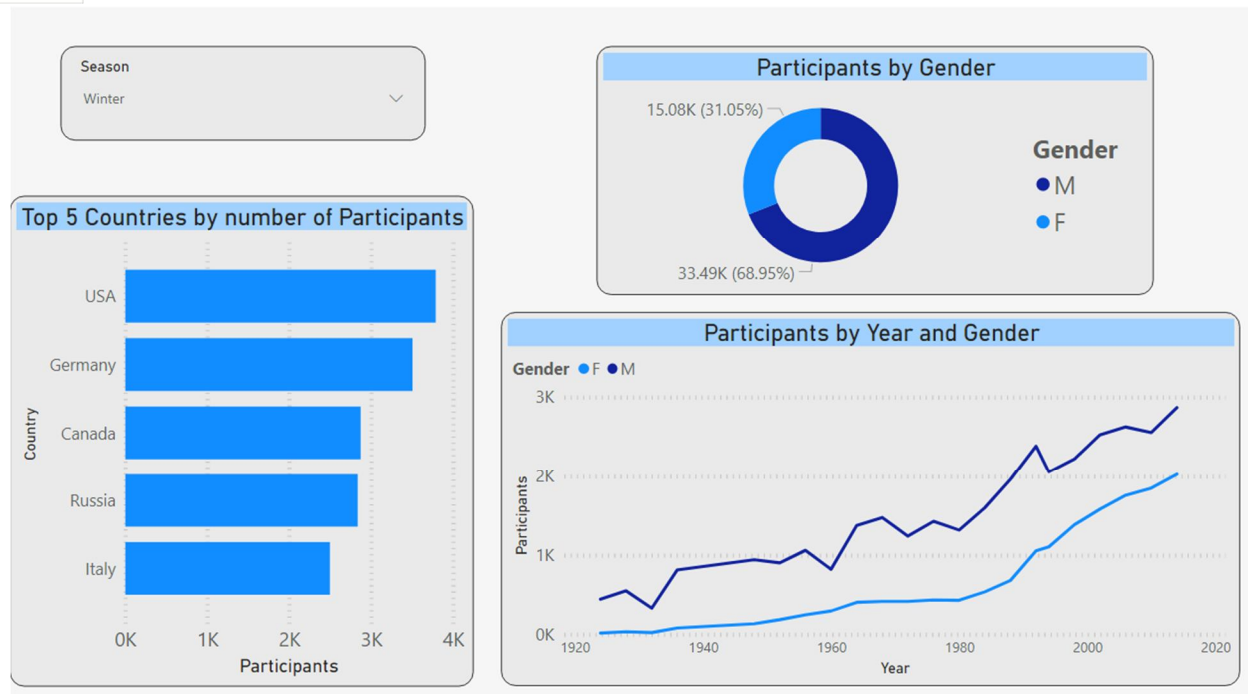 Season
Winter
Participants by Gender
15.08K (31.05%)
33.49K (68.95%)
Gender
M
F
Top 5 Countries by number of Participants
Country
USA
Germany
Canada
Russia
Italy
0K 1K 2K 3K 4K
Participants
Participants by Year and Gender
Gender F M
Participants
3K
2K
1K
0K
1920 1940 1960 1980 2000 2020
Year